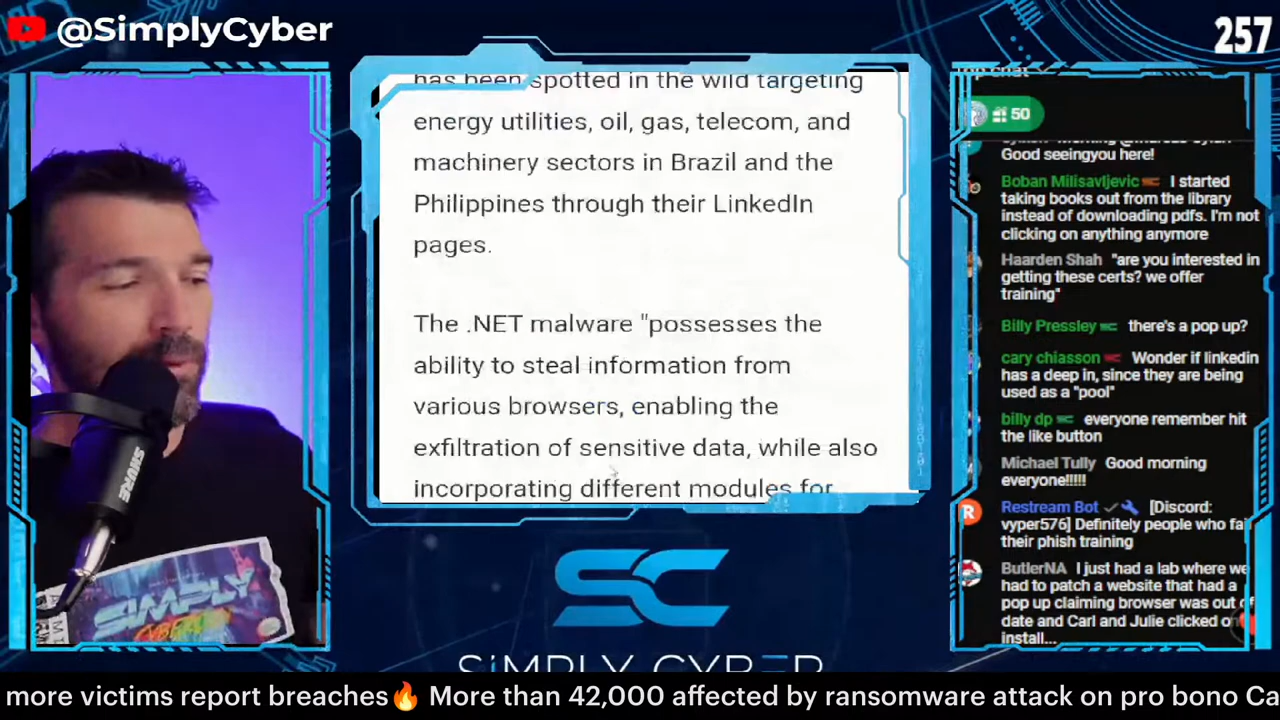 @SimplyCyber
257
has been spotted in the wild targeting
energy utilities, oil, gas, telecom, and
machinery sectors in Brazil and the
Philippines through their LinkedIn
pages.
The .NET malware "possesses the
ability to steal information from
various browsers, enabling the
exfiltration of sensitive data, while also
incorporating different modules for
50
Good seeingyou here!
Boban Milisavljevic I started
taking books out from the library
instead of downloading pdfs. I'm not
clicking on anything anymore
Haarden Shah "are you interested in
getting these certs? we offer
training"
Billy Pressley there's a pop up?
cary chiasson Wonder if linkedin
has a deep in, since they are being
used as a "pool"
billy dp everyone remember hit
the like button
Michael Tully Good morning
everyone!!!!!
R
Restream Bot [Discord:
vyper576] Definitely people who fai
their phish training
ButlerNA I just had a lab where we
had to patch a website that had a
pop up claiming browser was out of
date and Carl and Julie clicked on
install...
SHURE
SIMPLY
CYBER
SC
SIMPLY CYBER
more victims report breaches🔥 More than 42,000 affected by ransomware attack on pro bono Ca